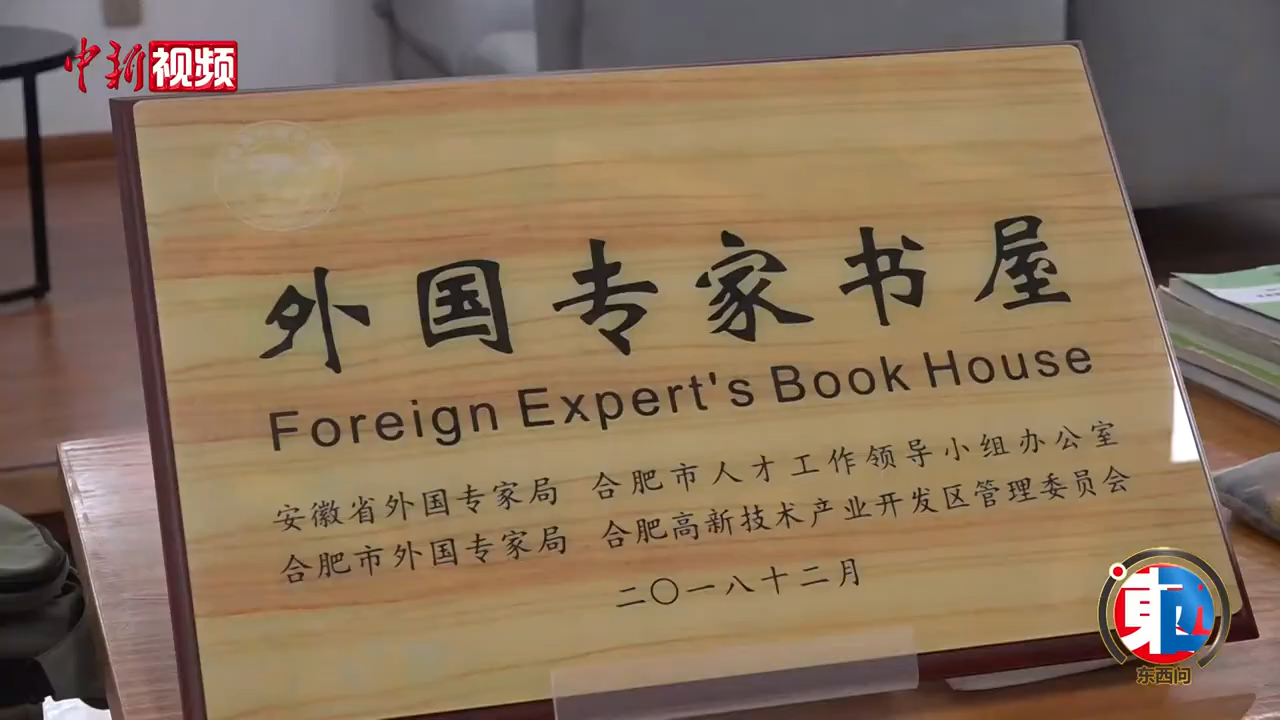 中新视频
外国专家书屋
Foreign Expert's Book House
安徽省外国专家局 合肥市人才工作领导小组办公室
合肥市外国专家局 合肥高新技术产业开发区管理委员会
二〇一八十二月
東
东西问